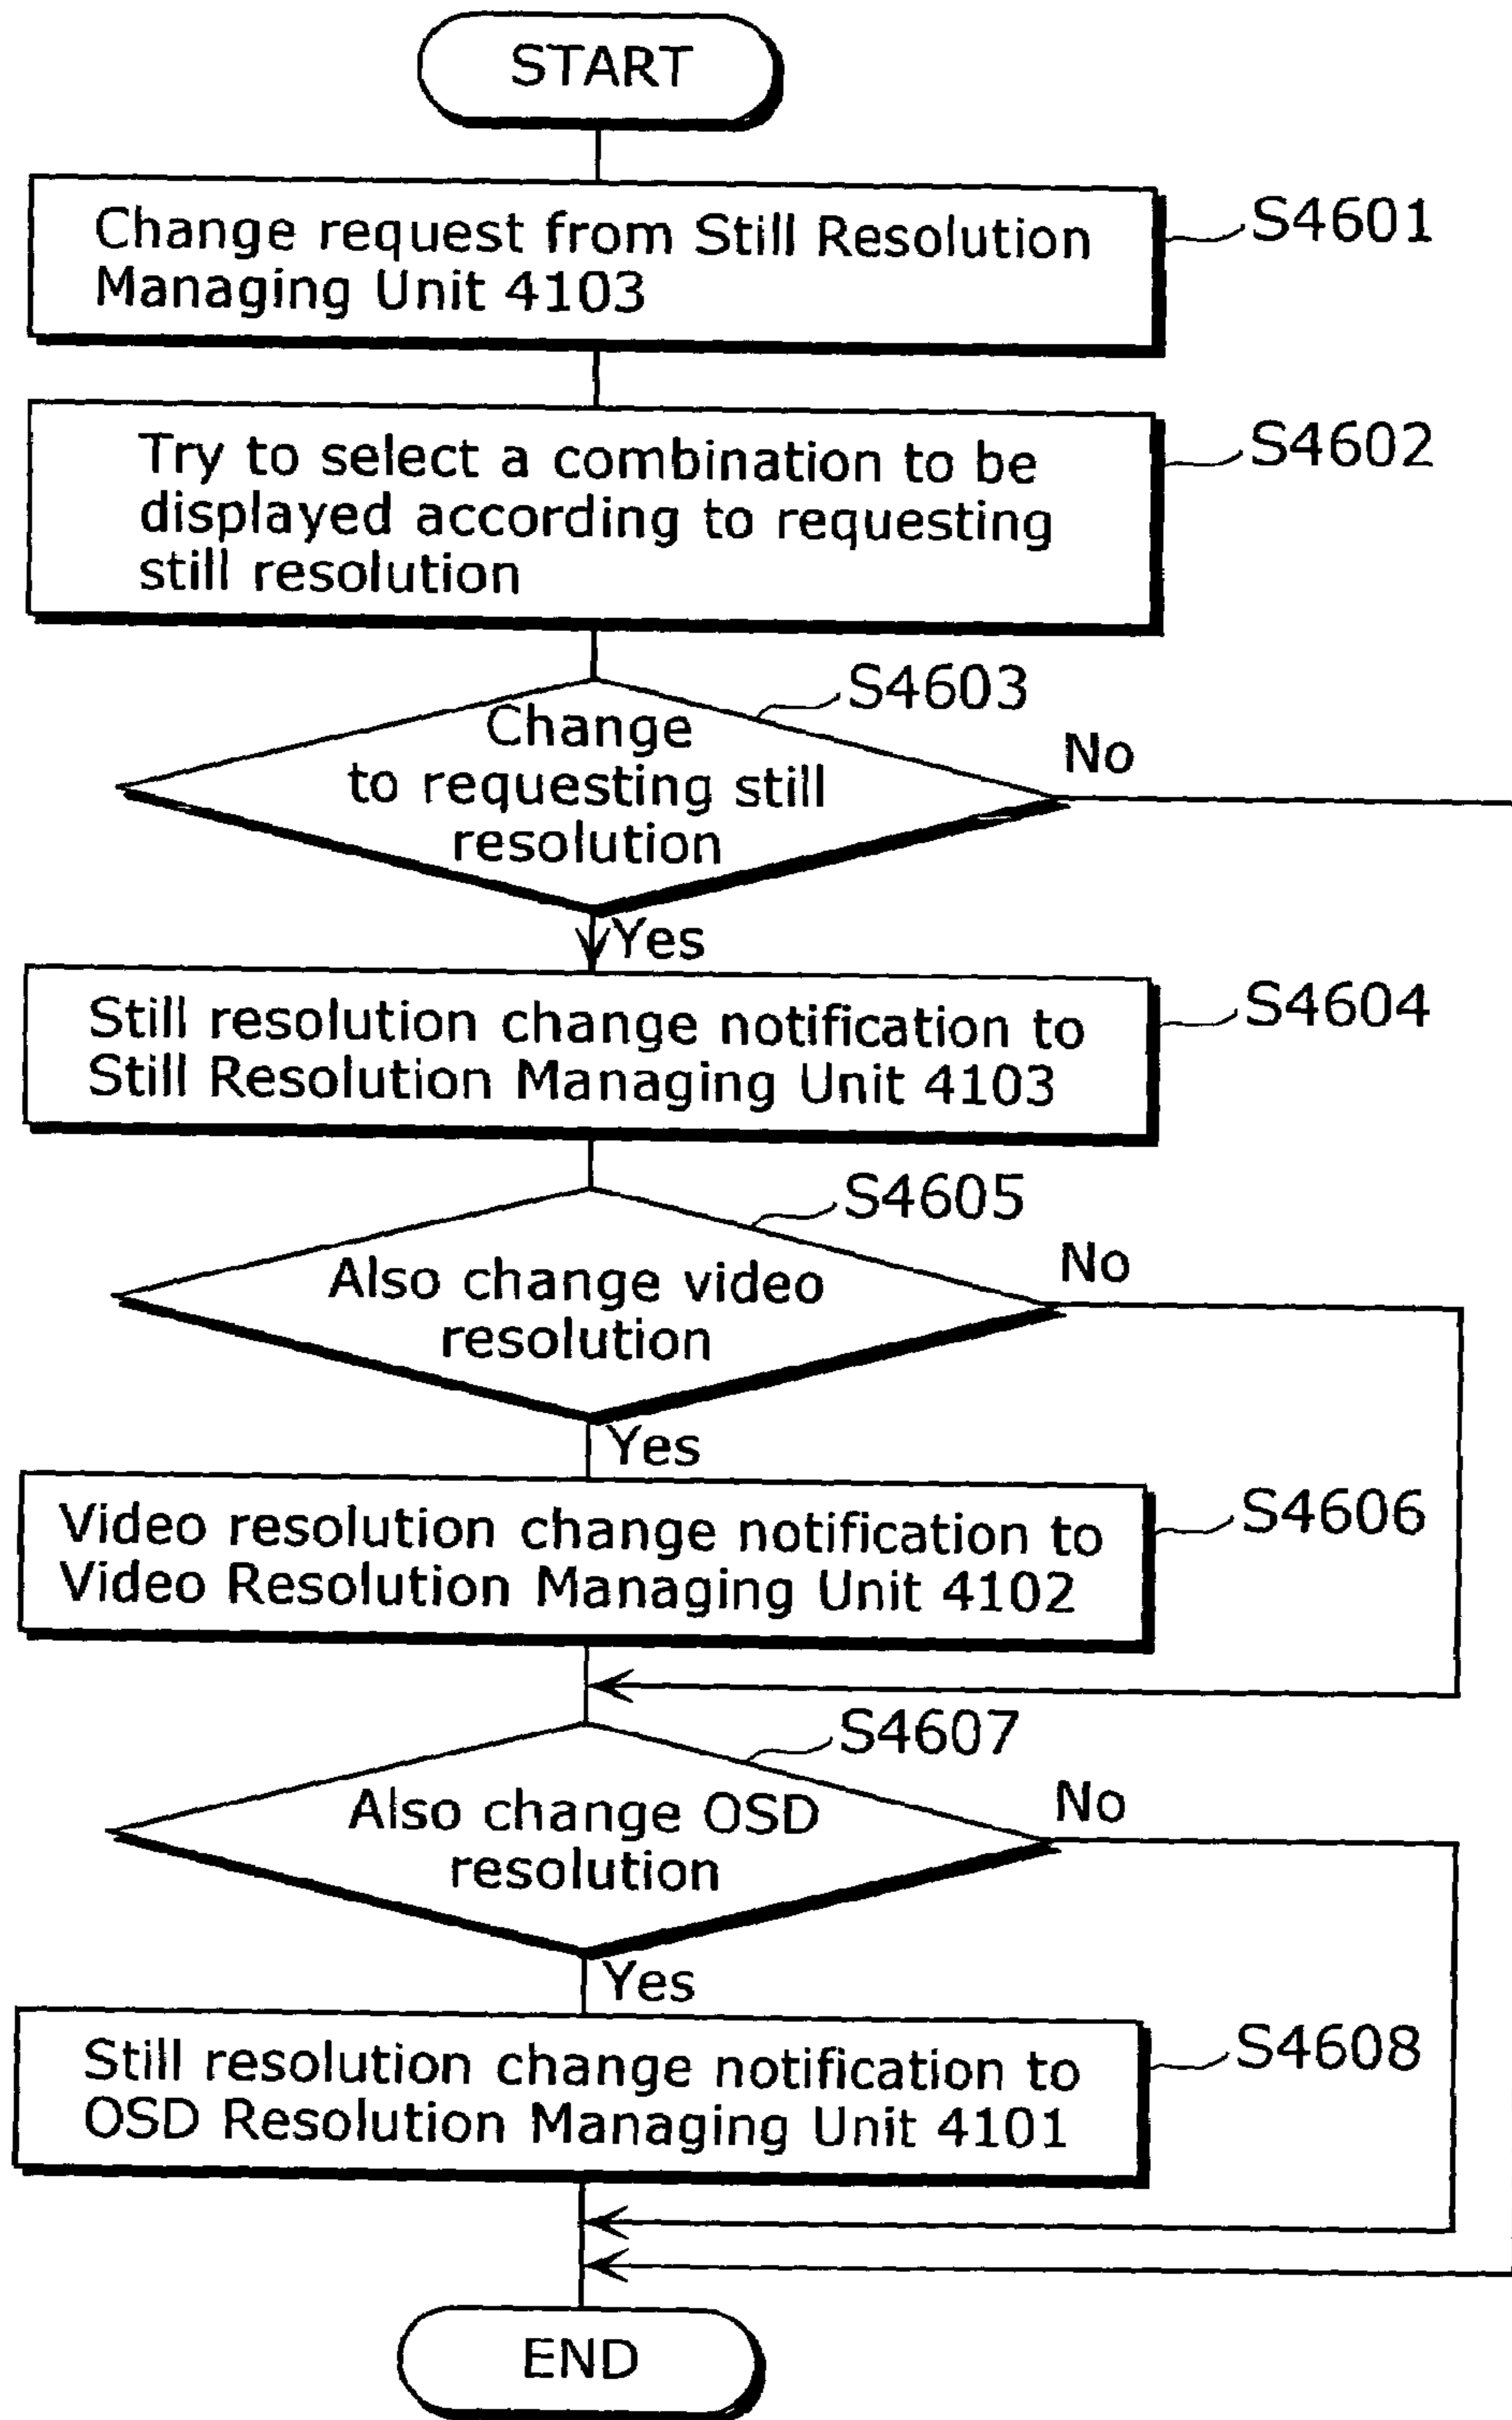 START
Change request from Still Resolution
Managing Unit 4103
S4601
Try to select a combination to be
displayed according to requesting
still resolution
S4602
S4603
Change
to requesting still
resolution
No
Yes
Still resolution change notification to
Still Resolution Managing Unit 4103
S4604
S4605
Also change video
resolution
No
Yes
Video resolution change notification to
Video Resolution Managing Unit 4102
S4606
S4607
Also change OSD
resolution
No
Yes
Still resolution change notification to
OSD Resolution Managing Unit 4101
S4608
END